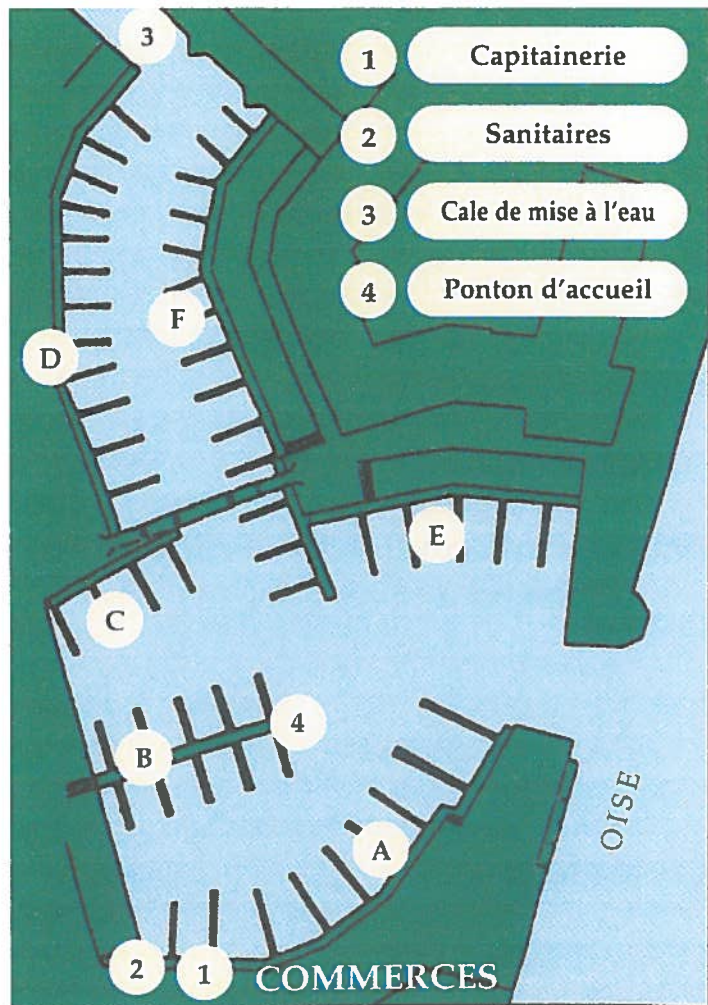 3
1 Capitainerie
2 Sanitaires
3 Cale de mise à l'eau
4 Ponton d'accueil
F
D
E
C
4
B
OISE
A
2 1 COMMERCES